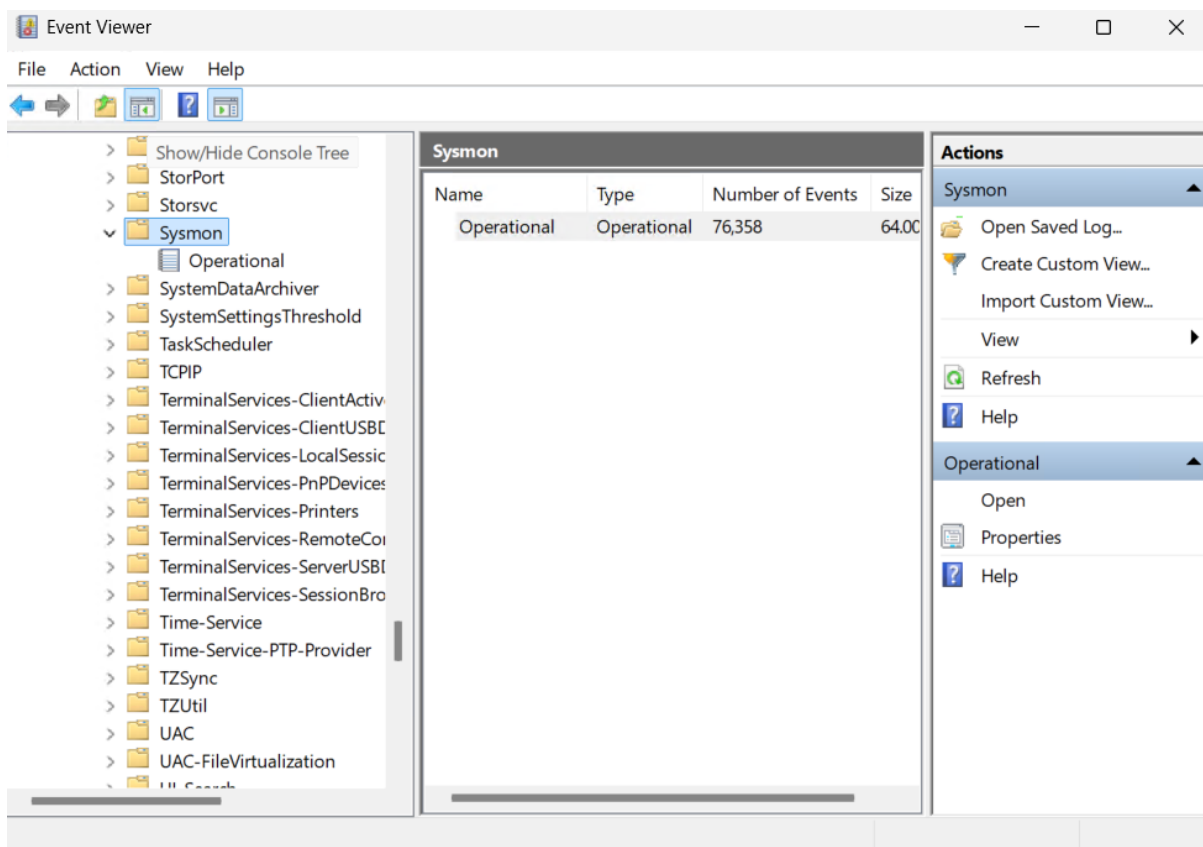 Event Viewer
File Action View Help
Show/Hide Console Tree
StorPort
Storsvc
Sysmon
Operational
SystemDataArchiver
SystemSettingsThreshold
TaskScheduler
TCPIP
TerminalServices-ClientActiv
TerminalServices-ClientUSBD
TerminalServices-LocalSessic
TerminalServices-PnPDevices
TerminalServices-Printers
TerminalServices-RemoteCor
TerminalServices-ServerUSBD
TerminalServices-SessionBro
Time-Service
Time-Service-PTP-Provider
TZSync
TZUtil
UAC
UAC-FileVirtualization
Sysmon
Name Type Number of Events Size
Operational Operational 76,358 64.00
Actions
Sysmon
Open Saved Log...
Create Custom View...
Import Custom View...
View
Refresh
Help
Operational
Open
Properties
Help